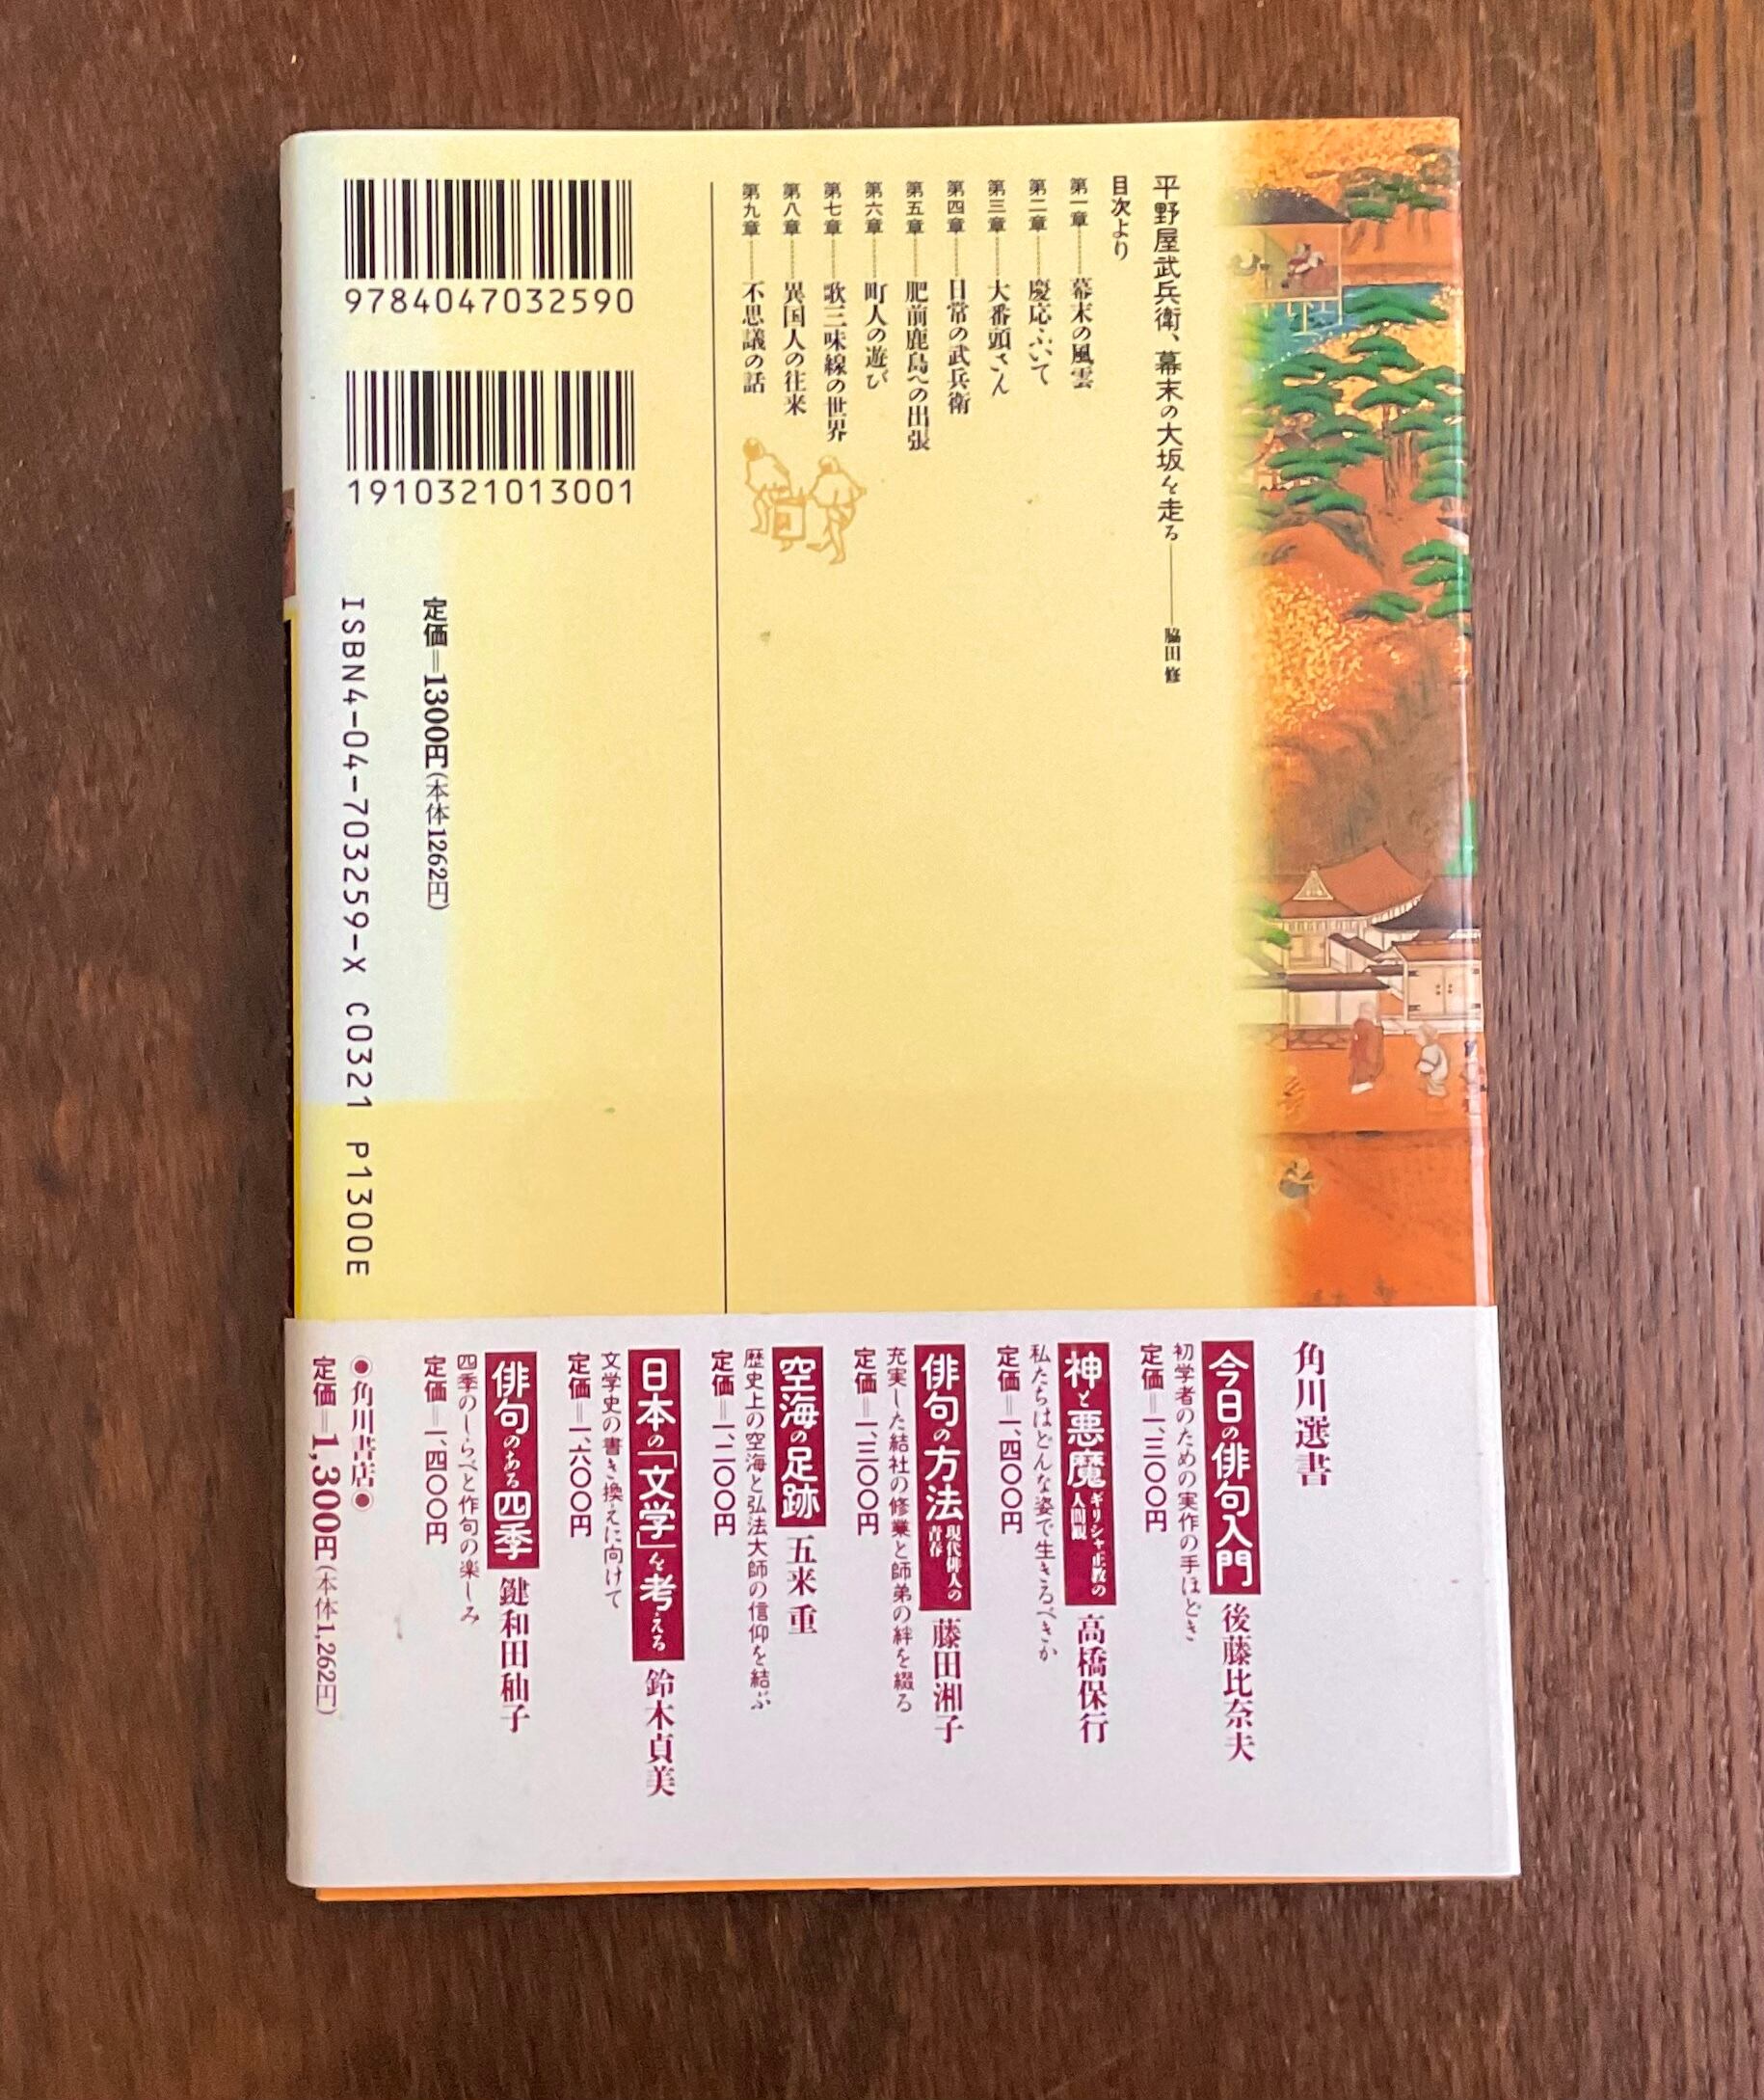 平野屋武兵衛、幕末の大坂を走る――脇田 修
目次より
第一章……幕末の風雲
第二章……慶応ふいて
第三章……大番頭さん
第四章……日常の武兵衛
第五章……肥前鹿島への出張
第六章……町人の遊び
第七章……歌三味線の世界
第八章……異国人の往来
第九章……不思議の話
9784047032590
1910321013001
定価＝1300円(本体1262円)
ISBN4-04-703259-X C0321 P1300E
角川選書
今日の俳句入門 後藤比奈夫
初学者のための実作の手ほどき
定価＝一、三〇〇円
神と悪魔 ギリシャ正教の人間観 高橋保行
私たちはどんな姿で生きるべきか
定価＝一、四〇〇円
俳句の方法 現代俳人の青春 藤田湘子
充実した結社の修業と師弟の絆を綴る
定価＝一、三〇〇円
空海の足跡 五来 重
歴史上の空海と弘法大師の信仰を結ぶ
定価＝一、二〇〇円
日本の「文学」を考える 鈴木貞美
文学史の書き換えに向けて
定価＝一、六〇〇円
俳句のある四季 鍵和田秞子
四季のしらべと作句の楽しみ
定価＝一、四〇〇円
●角川書店●
定価＝1,300円(本体1,262円)